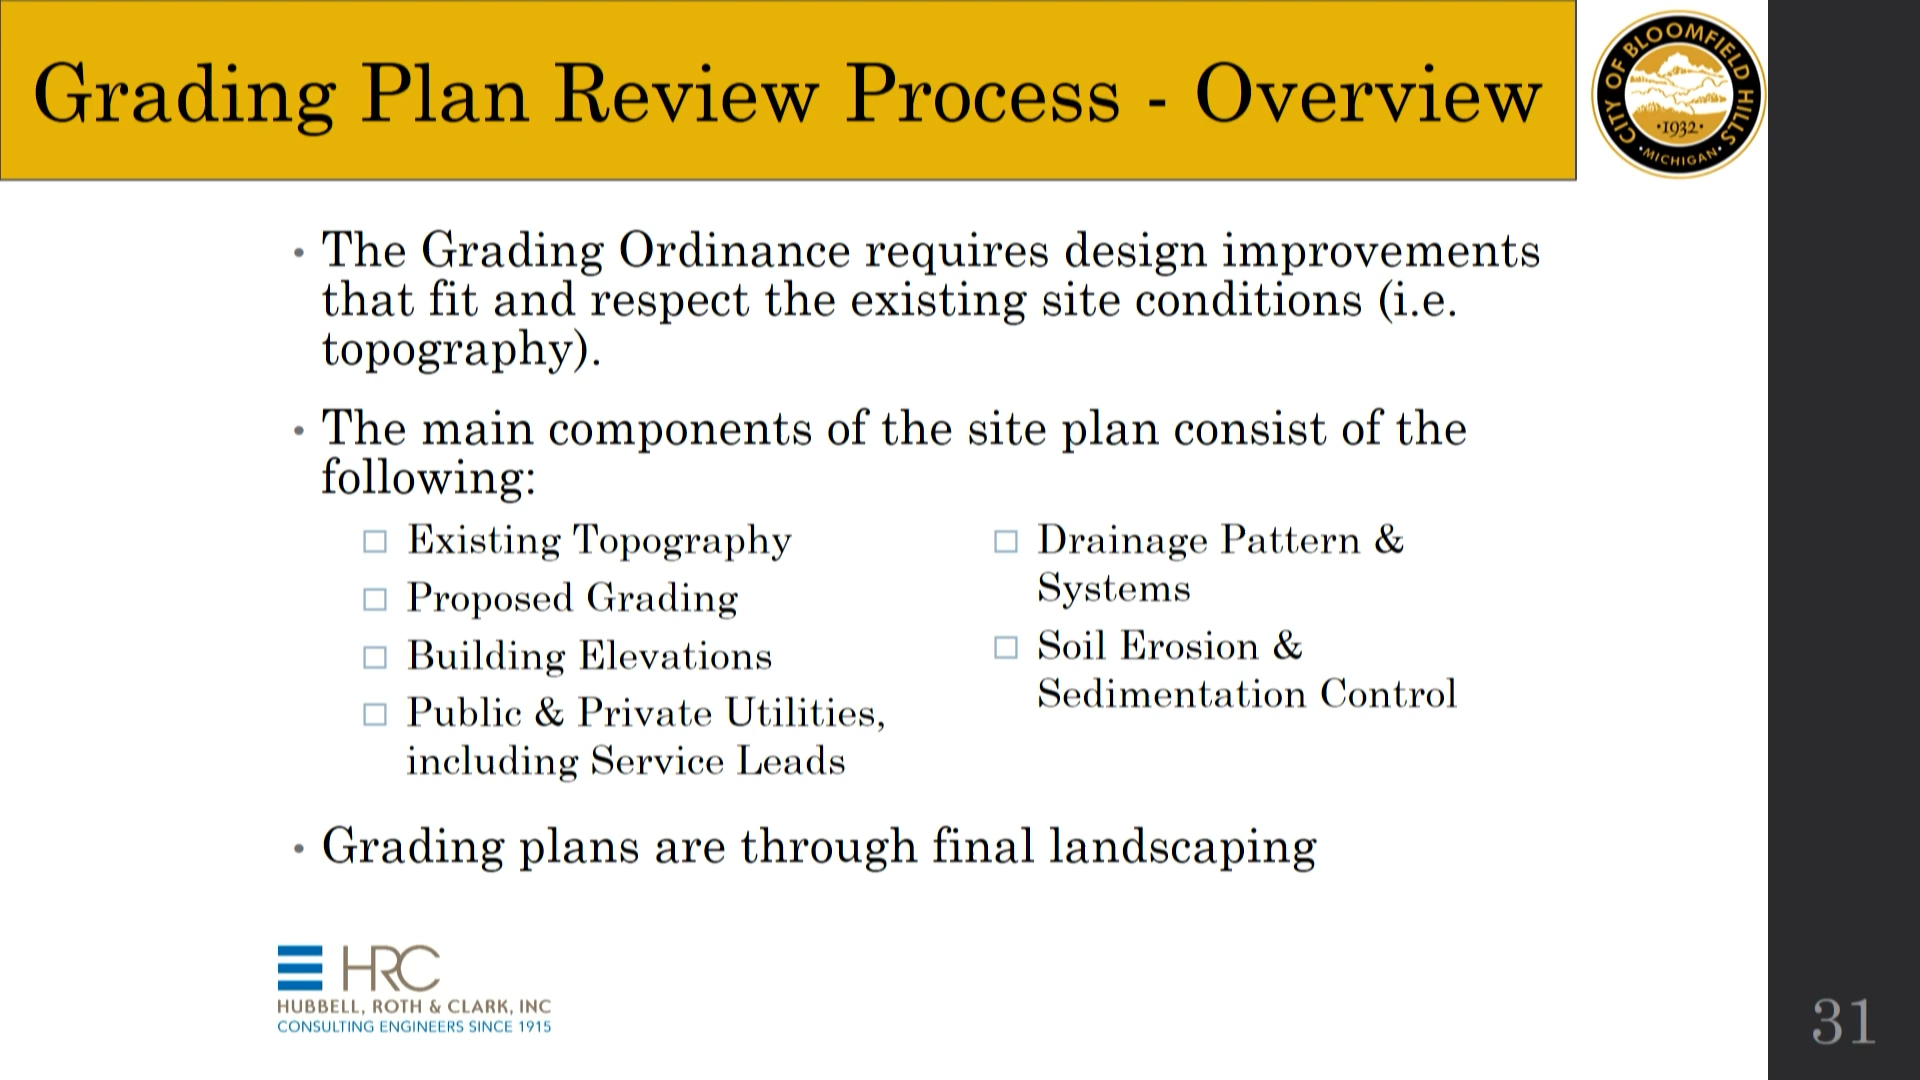 Grading Plan Review Process - Overview
CITY OF BLOOMFIELD HILLS
•1932•
•MICHIGAN•
• The Grading Ordinance requires design improvements
that fit and respect the existing site conditions (i.e.
topography).
• The main components of the site plan consist of the
following:
□ Existing Topography
□ Proposed Grading
□ Building Elevations
□ Public & Private Utilities,
including Service Leads
□ Drainage Pattern &
Systems
□ Soil Erosion &
Sedimentation Control
• Grading plans are through final landscaping
HRC
HUBBELL, ROTH & CLARK, INC
CONSULTING ENGINEERS SINCE 1915
31